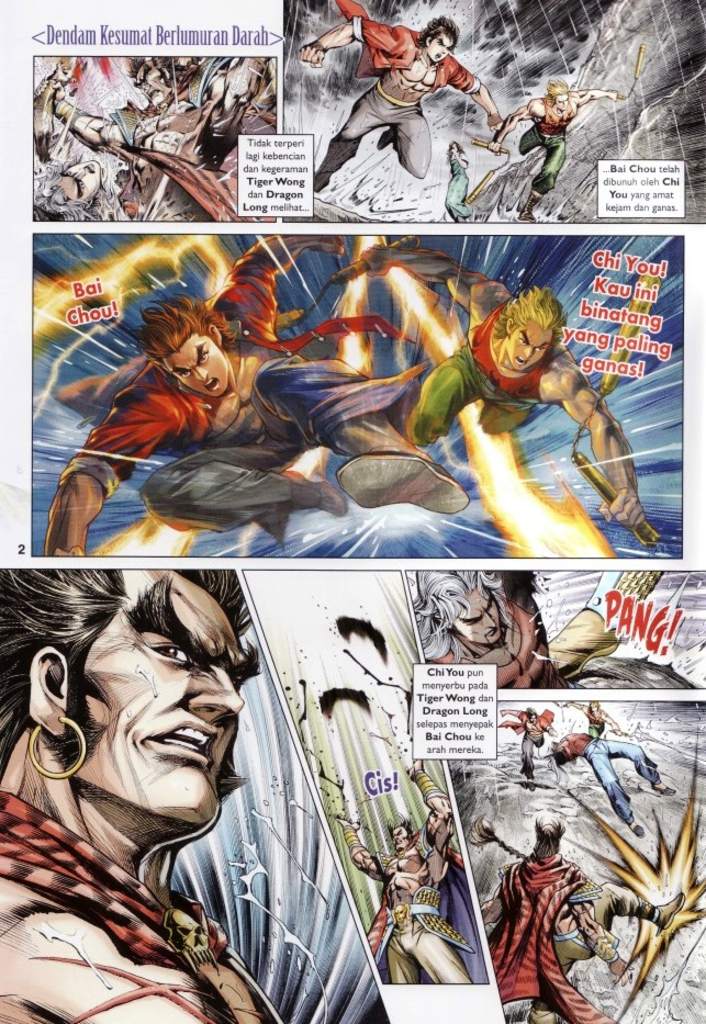 <Dendam Kesumat Berlumuran Darah>
Tidak terperi
lagi kebencian
dan kegeraman
Tiger Wong
dan Dragon
Long melihat...
...Bai Chou telah
dibunuh oleh Chi
You yang amat
kejam dan ganas.
Bai
Chou!
Chi You!
Kau ini
binatang
yang paling
ganas!
2
PANG!
Chi You pun
menyerbu pada
Tiger Wong dan
Dragon Long
selepas menyepak
Bai Chou ke
arah mereka.
Cis!